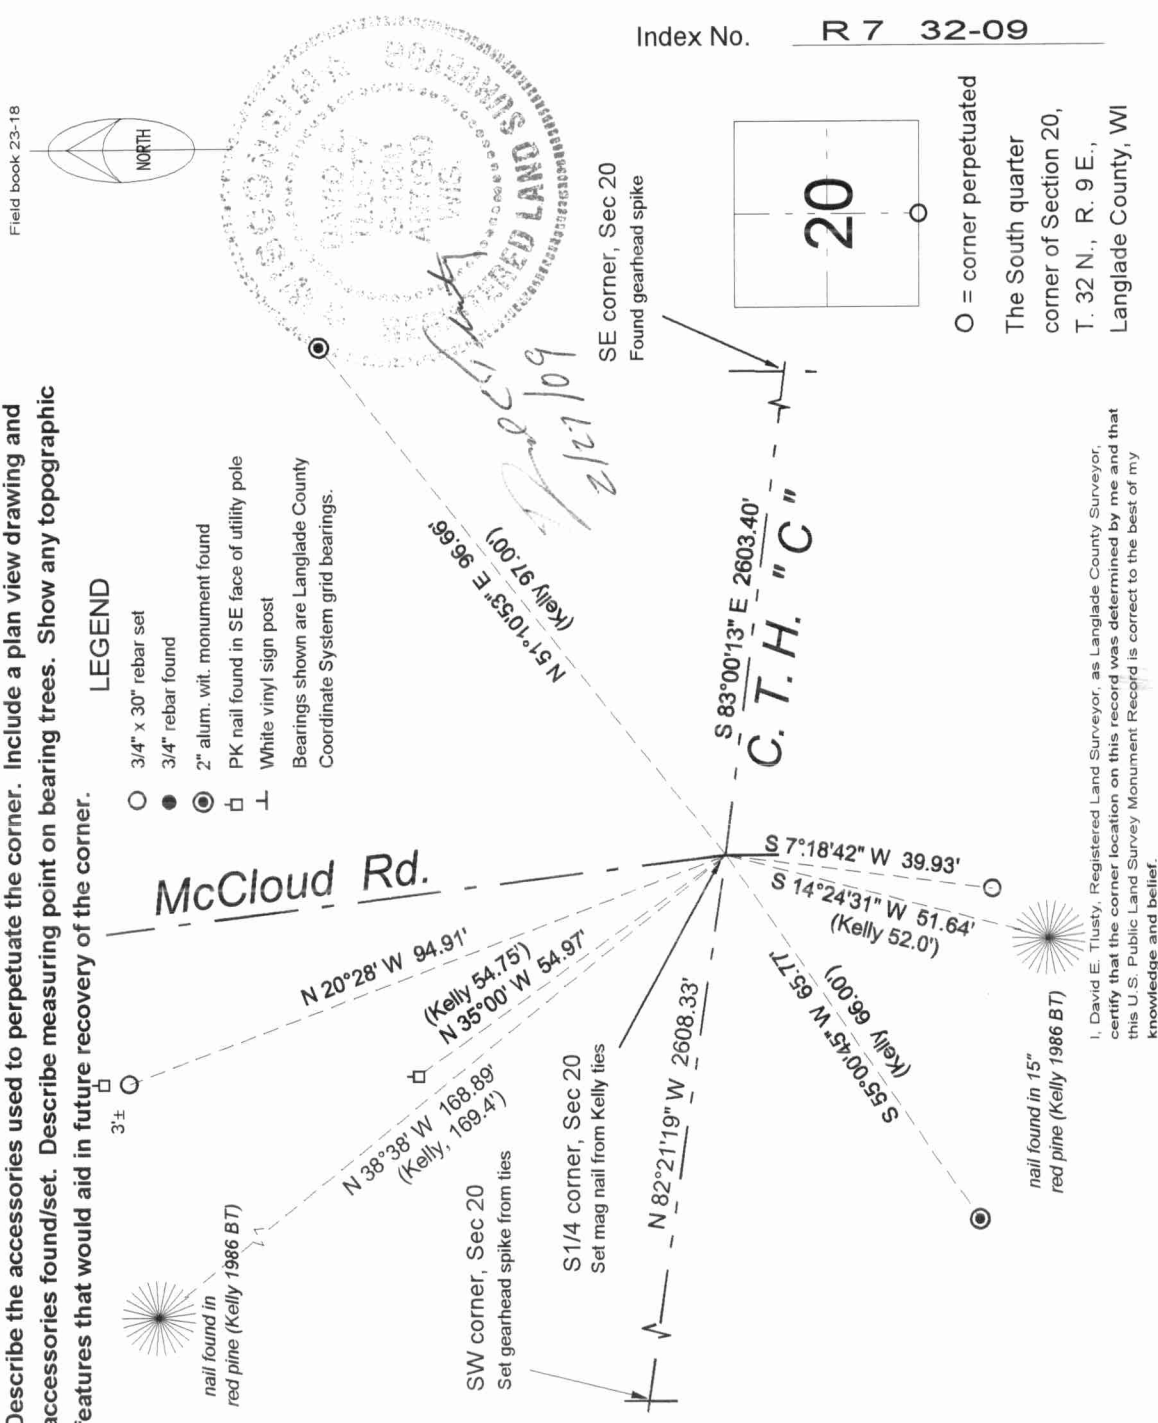 Index No. R 7 32-09
Field book 23-18
NORTH
Describe the accessories used to perpetuate the corner. Include a plan view drawing and
accessories found/set. Describe measuring point on bearing trees. Show any topographic
features that would aid in future recovery of the corner.
LEGEND
3/4" x 30" rebar set
3/4" rebar found
2" alum. wit. monument found
PK nail found in SE face of utility pole
White vinyl sign post
Bearings shown are Langlade County
Coordinate System grid bearings.
WISCONSIN
DAVID E.
TLUSTY
ANTIGO
WIS.
LAND SURVEYOR
2/27/09
McCloud Rd.
N 51°10'53" E 96.66'
(Kelly 97.00')
N 20°28' W 94.91'
3'±
(Kelly 54.75')
N 35°00' W 54.97'
N 38°38' W 168.89'
(Kelly, 169.4')
nail found in
red pine (Kelly 1986 BT)
SE corner, Sec 20
Found gearhead spike
S 83°00'13" E 2603.40'
C. T. H. "C"
S1/4 corner, Sec 20
Set mag nail from Kelly ties
SW corner, Sec 20
Set gearhead spike from ties
N 82°21'19" W 2608.33'
S 7°18'42" W 39.93'
S 14°24'31" W 51.64'
(Kelly 52.0')
S 55°00'45" W 65.77'
(Kelly 66.00')
nail found in 15"
red pine (Kelly 1986 BT)
20
O = corner perpetuated
The South quarter
corner of Section 20,
T. 32 N., R. 9 E.,
Langlade County, WI
I, David E. Tlusty, Registered Land Surveyor, as Langlade County Surveyor,
certify that the corner location on this record was determined by me and that
this U.S. Public Land Survey Monument Record is correct to the best of my
knowledge and belief.